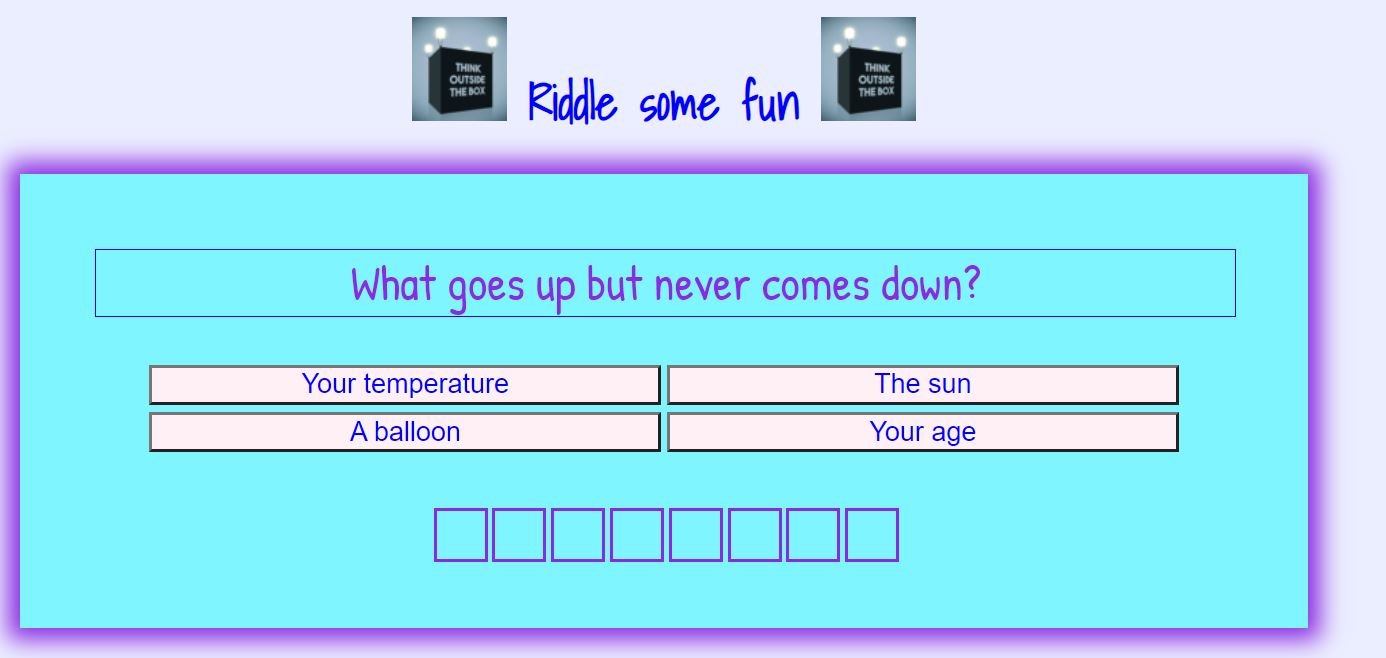 THINK
OUTSIDE
THE BOX
Riddle some fun
THINK
OUTSIDE
THE BOX
What goes up but never comes down?
Your temperature
The sun
A balloon
Your age